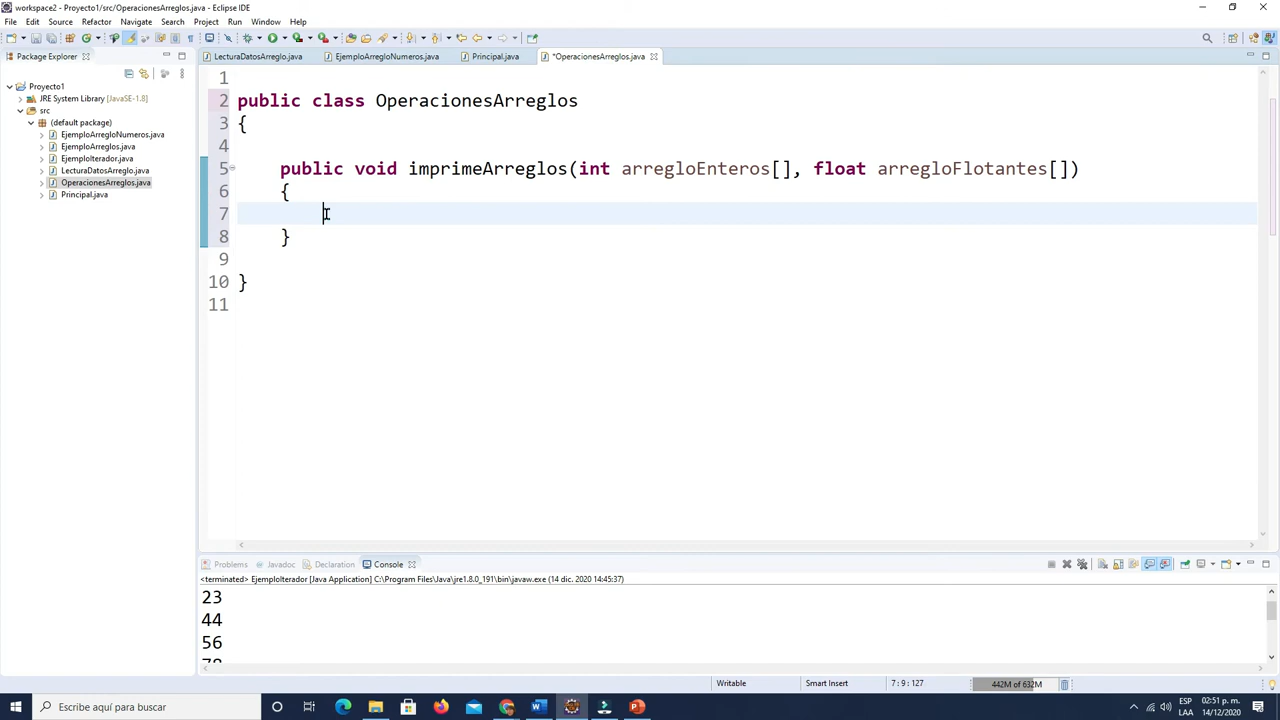 workspace2 - Proyecto1/src/OperacionesArreglos.java - Eclipse IDE
File Edit Source Refactor Navigate Search Project Run Window Help
Package Explorer
LecturaDatosArreglo.java EjemploArregloNumeros.java Principal.java *OperacionesArreglos.java
Proyecto1
JRE System Library [JavaSE-1.8]
src
(default package)
EjemploArregloNumeros.java
EjemploArreglos.java
EjemploIterador.java
LecturaDatosArreglo.java
OperacionesArreglos.java
Principal.java
1
2 public class OperacionesArreglos
3 {
4
5 public void imprimeArreglos(int arregloEnteros[], float arregloFlotantes[])
6 {
7
8 }
9
10 }
11
Problems Javadoc Declaration Console
<terminated> EjemploIterador [Java Application] C:\Program Files\Java\jre1.8.0_191\bin\javaw.exe (14 dic. 2020 14:45:37)
23
44
56
78
Writable Smart Insert 7 : 9 : 127 442M of 632M
Escribe aquí para buscar
ESP 02:51 p. m.
LAA 14/12/2020